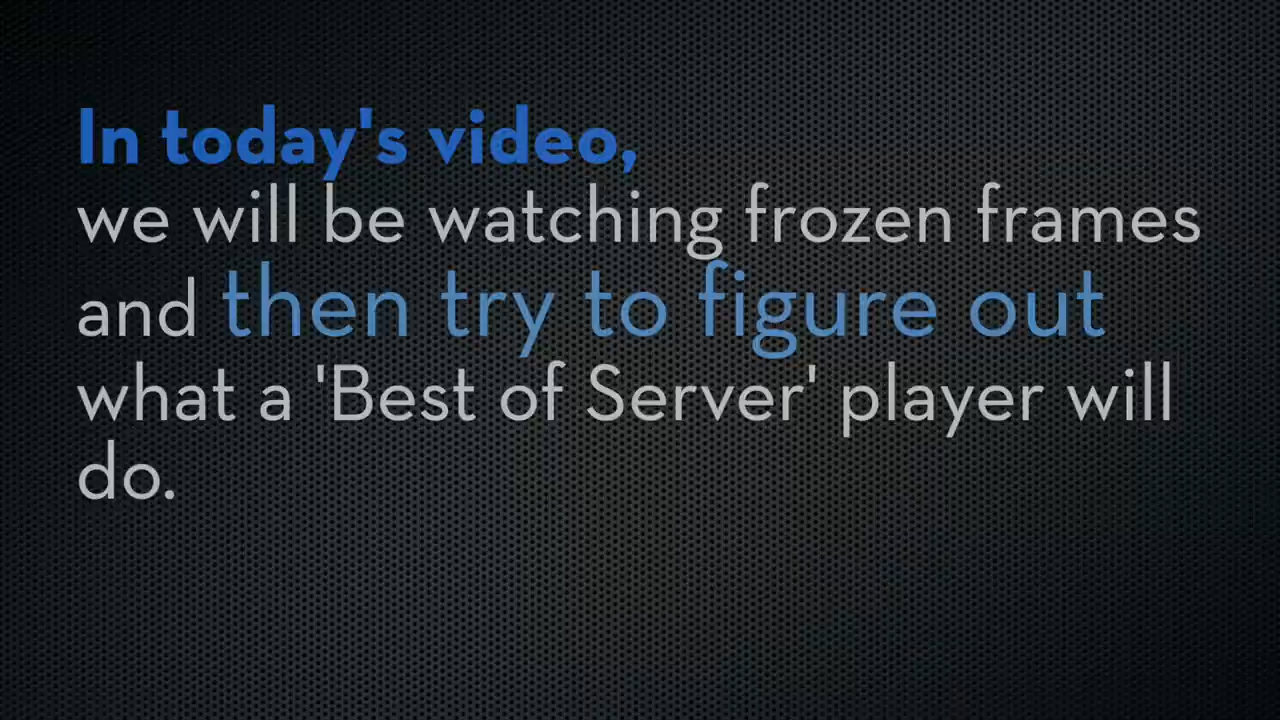 In today's video,
we will be watching frozen frames
and then try to figure out
what a 'Best of Server' player will
do.